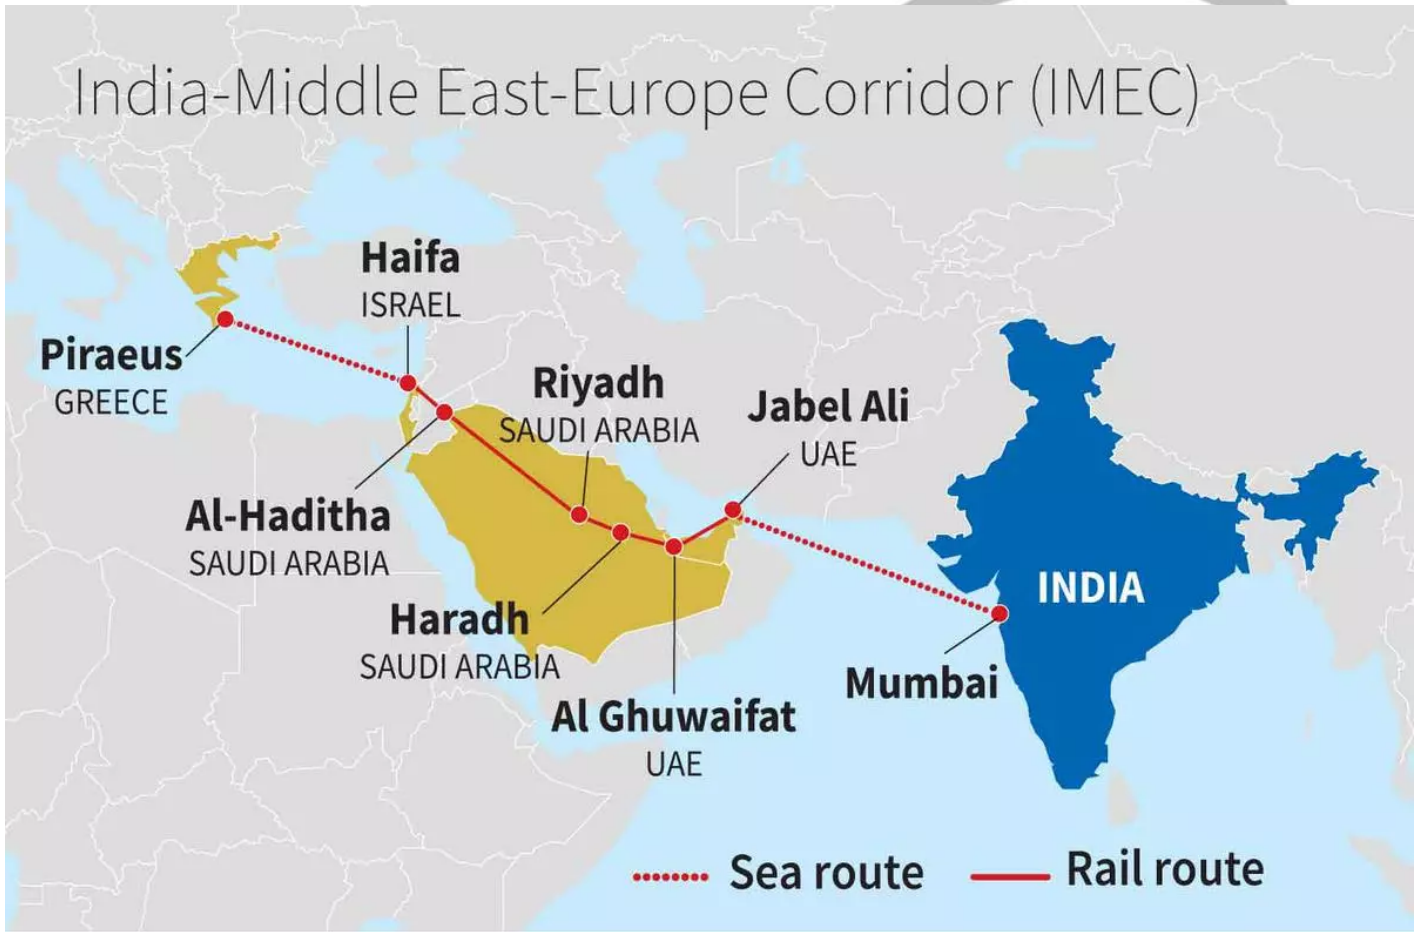 India-Middle East-Europe Corridor (IMEC)
Haifa
ISRAEL
Piraeus
GREECE
Riyadh
SAUDI ARABIA
Jabel Ali
UAE
Al-Haditha
SAUDI ARABIA
INDIA
Haradh
SAUDI ARABIA
Mumbai
Al Ghuwaifat
UAE
Sea route
Rail route